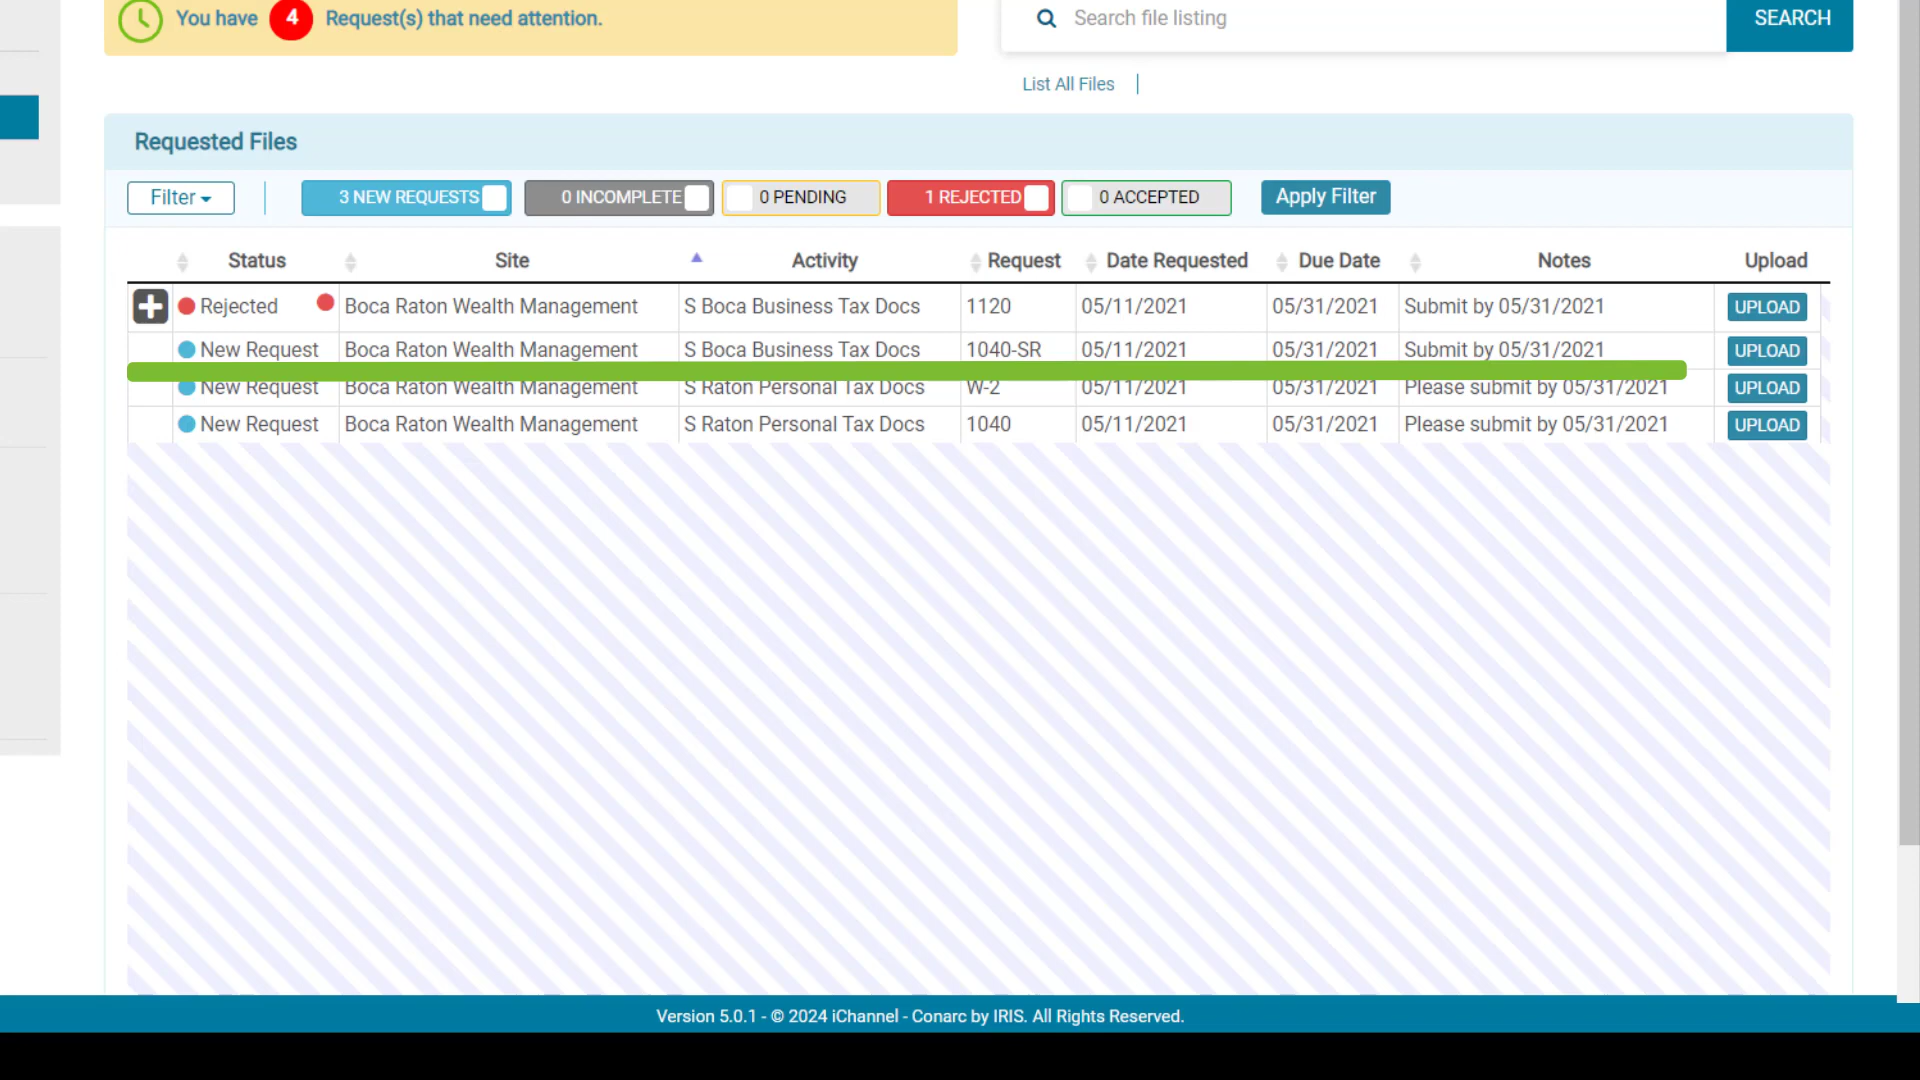 You have 4 Request(s) that need attention.
Search file listing
SEARCH
List All Files
Requested Files
Filter
3 NEW REQUESTS
0 INCOMPLETE
0 PENDING
1 REJECTED
0 ACCEPTED
Apply Filter
Status Site Activity Request Date Requested Due Date Notes Upload
Rejected Boca Raton Wealth Management S Boca Business Tax Docs 1120 05/11/2021 05/31/2021 Submit by 05/31/2021 UPLOAD
New Request Boca Raton Wealth Management S Boca Business Tax Docs 1040-SR 05/11/2021 05/31/2021 Submit by 05/31/2021 UPLOAD
New Request Boca Raton Wealth Management S Raton Personal Tax Docs W-2 05/11/2021 05/31/2021 Please submit by 05/31/2021 UPLOAD
New Request Boca Raton Wealth Management S Raton Personal Tax Docs 1040 05/11/2021 05/31/2021 Please submit by 05/31/2021 UPLOAD
Version 5.0.1 - © 2024 iChannel - Conarc by IRIS. All Rights Reserved.